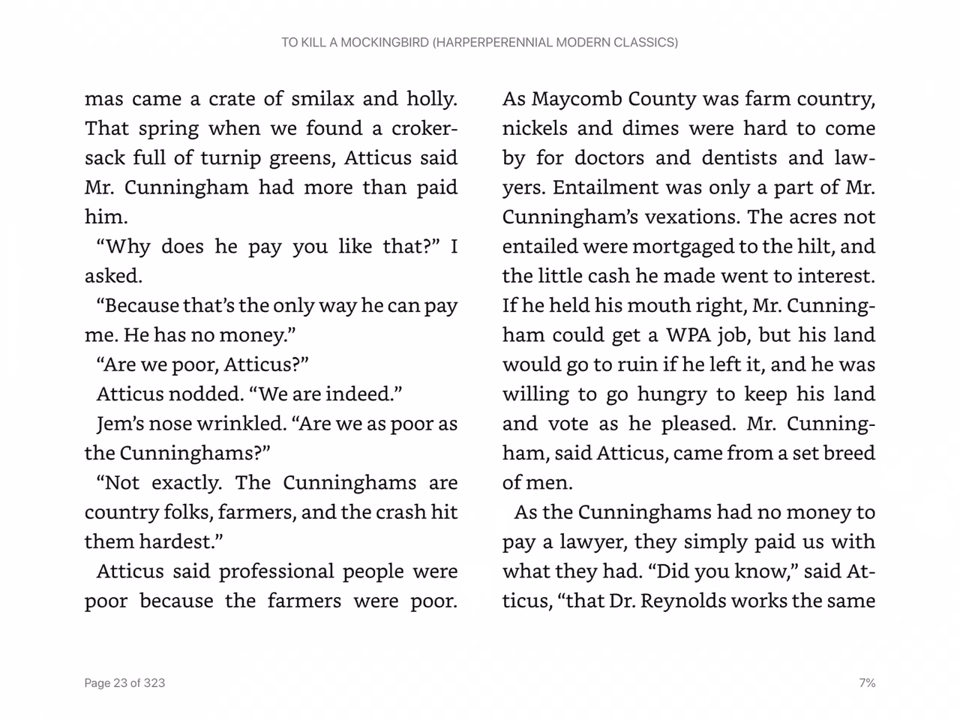 TO KILL A MOCKINGBIRD (HARPERPERENNIAL MODERN CLASSICS)
mas came a crate of smilax and holly.
That spring when we found a croker-
sack full of turnip greens, Atticus said
Mr. Cunningham had more than paid
him.
“Why does he pay you like that?” I
asked.
“Because that’s the only way he can pay
me. He has no money.”
“Are we poor, Atticus?”
Atticus nodded. “We are indeed.”
Jem’s nose wrinkled. “Are we as poor as
the Cunninghams?”
“Not exactly. The Cunninghams are
country folks, farmers, and the crash hit
them hardest.”
Atticus said professional people were
poor because the farmers were poor.
As Maycomb County was farm country,
nickels and dimes were hard to come
by for doctors and dentists and law-
yers. Entailment was only a part of Mr.
Cunningham’s vexations. The acres not
entailed were mortgaged to the hilt, and
the little cash he made went to interest.
If he held his mouth right, Mr. Cunning-
ham could get a WPA job, but his land
would go to ruin if he left it, and he was
willing to go hungry to keep his land
and vote as he pleased. Mr. Cunning-
ham, said Atticus, came from a set breed
of men.
As the Cunninghams had no money to
pay a lawyer, they simply paid us with
what they had. “Did you know,” said At-
ticus, “that Dr. Reynolds works the same
Page 23 of 323
7%